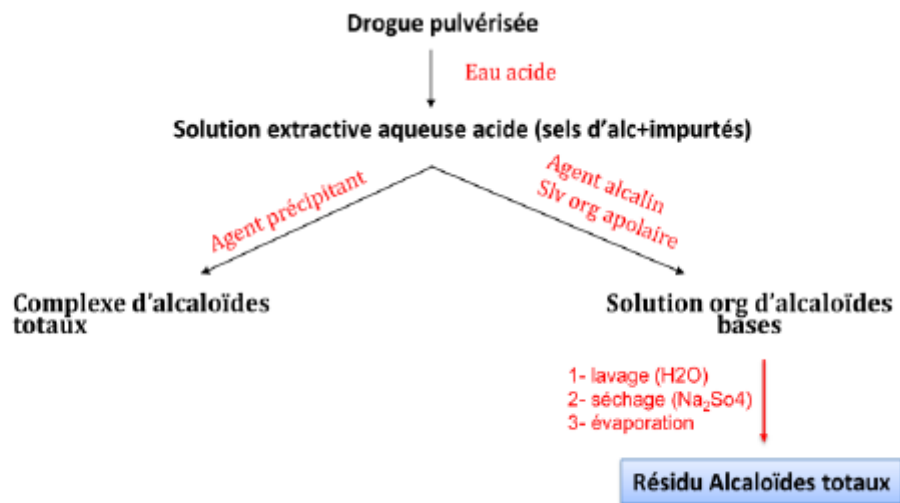 Drogue pulvérisée
Eau acide
Solution extractive aqueuse acide (sels d'alc+impurtés)
Agent précipitant
Agent alcalin
Slv org apolaire
Complexe d'alcaloïdes
totaux
Solution org d'alcaloïdes
bases
1- lavage (H2O)
2- séchage (Na₂So4)
3- évaporation
Résidu Alcaloïdes totaux